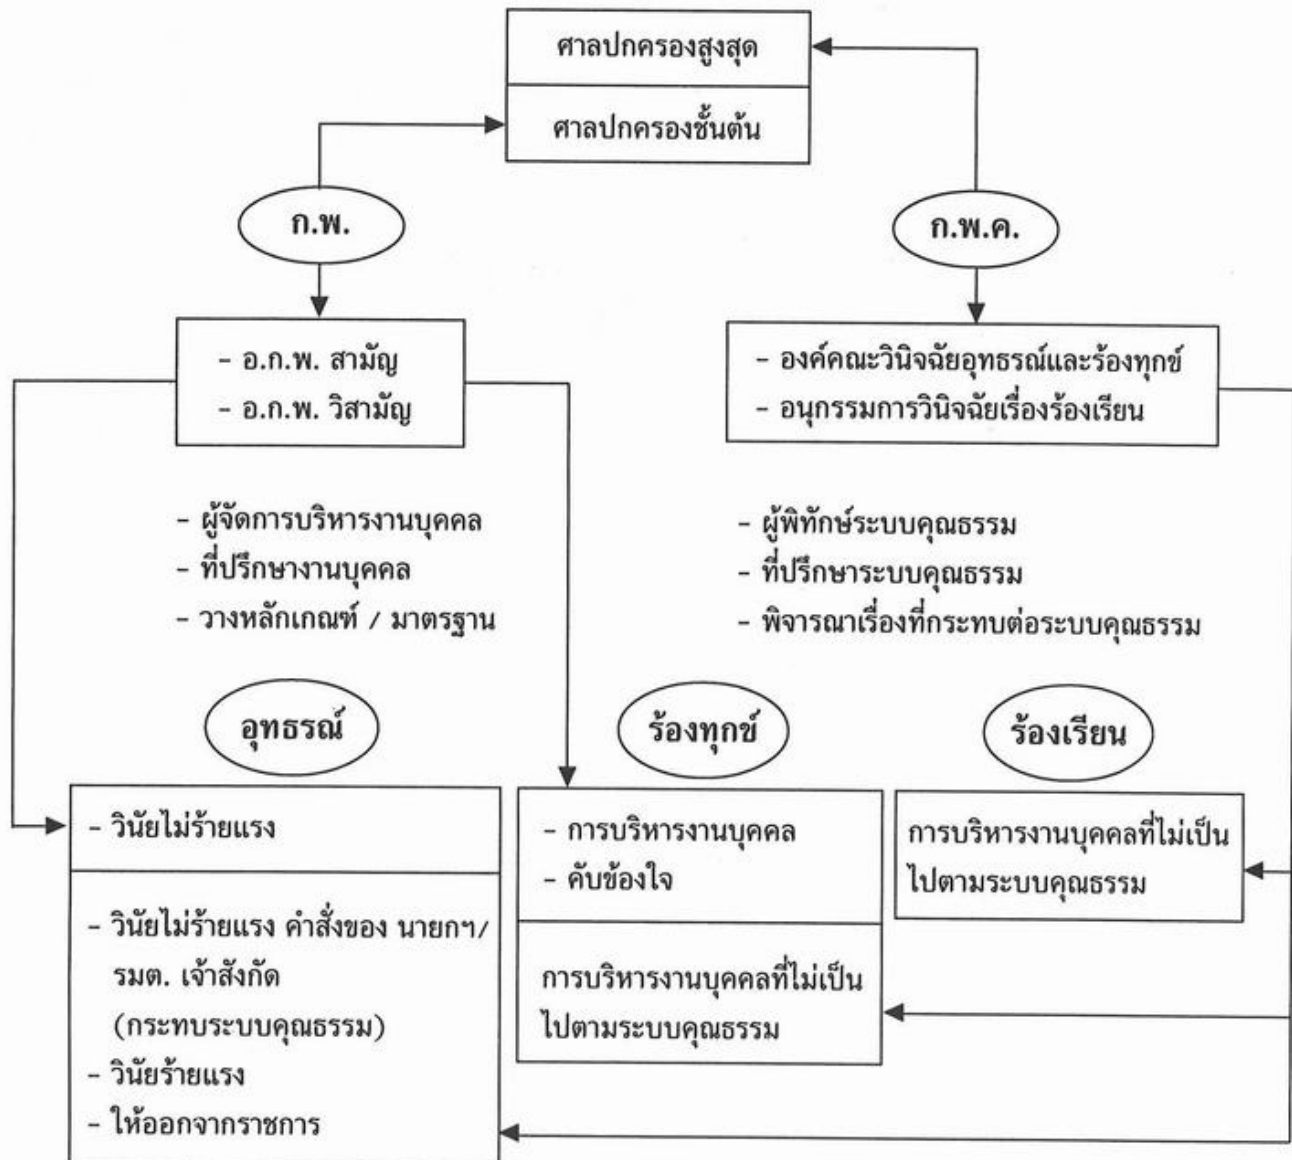 ศาลปกครองสูงสุด
ศาลปกครองชั้นต้น
ก.พ.
ก.พ.ค.
- อ.ก.พ. สามัญ
- อ.ก.พ. วิสามัญ
- องค์คณะวินิจฉัยอุทธรณ์และร้องทุกข์
- อนุกรรมการวินิจฉัยเรื่องร้องเรียน
- ผู้จัดการบริหารงานบุคคล
- ที่ปรึกษางานบุคคล
- วางหลักเกณฑ์ / มาตรฐาน
- ผู้พิทักษ์ระบบคุณธรรม
- ที่ปรึกษาระบบคุณธรรม
- พิจารณาเรื่องที่กระทบต่อระบบคุณธรรม
อุทธรณ์
- วินัยไม่ร้ายแรง
- วินัยไม่ร้ายแรง คำสั่งของ นายกฯ/
รมต. เจ้าสังกัด
(กระทบระบบคุณธรรม)
- วินัยร้ายแรง
- ให้ออกจากราชการ
ร้องทุกข์
- การบริหารงานบุคคล
- คับข้องใจ
การบริหารงานบุคคลที่ไม่เป็น
ไปตามระบบคุณธรรม
ร้องเรียน
การบริหารงานบุคคลที่ไม่เป็น
ไปตามระบบคุณธรรม